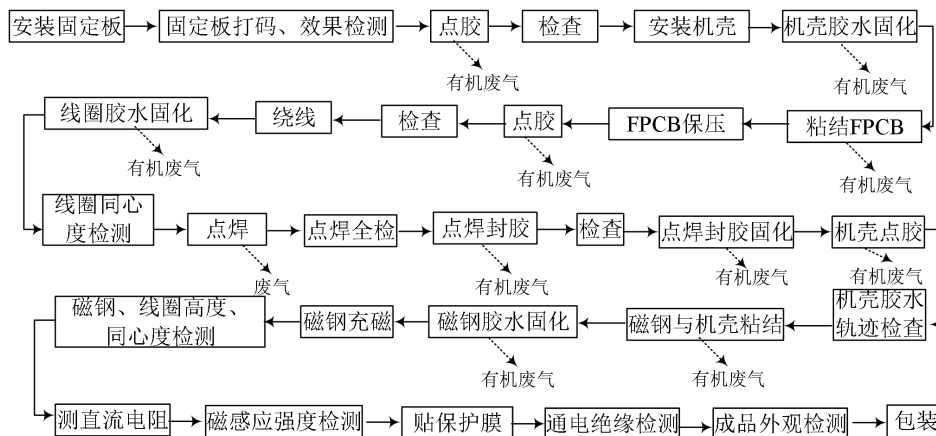 安装固定板 固定板打码、效果检测 点胶 检查 安装机壳 机壳胶水固化
有机废气 有机废气
线圈胶水固化 绕线 检查 点胶 FPCB保压 粘结FPCB
有机废气 有机废气 有机废气
线圈同心
度检测 点焊 点焊全检 点焊封胶 检查 点焊封胶固化 机壳点胶
废气 有机废气 有机废气 有机废气
磁钢、线圈高度、
同心度检测 磁钢充磁 磁钢胶水固化 磁钢与机壳粘结 机壳胶水
轨迹检查
有机废气 有机废气
测直流电阻 磁感应强度检测 贴保护膜 通电绝缘检测 成品外观检测 包装